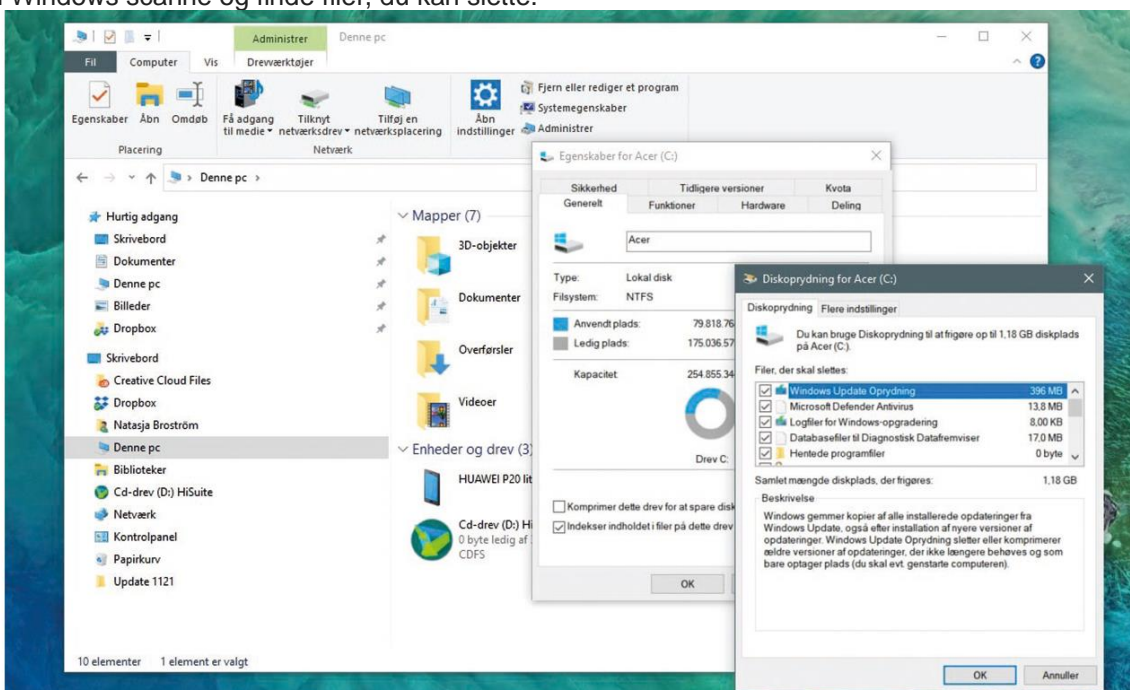 Windows scanne og finde filer, du kan slette.
Administrer
Denne pc
Fil
Computer
Vis
Drevværktøjer
Egenskaber
Åbn
Omdøb
Få adgang
til medie
Tilknyt
netværksdrev
Tilføj en
netværksplacering
Åbn
indstillinger
Fjern eller rediger et program
Systemegenskaber
Administrer
Placering
Netværk
Denne pc
Hurtig adgang
Skrivebord
Dokumenter
Denne pc
Billeder
Dropbox
Skrivebord
Creative Cloud Files
Dropbox
Natasja Broström
Denne pc
Biblioteker
Cd-drev (D:) HiSuite
Netværk
Kontrolpanel
Papirkurv
Update 1121
Mapper (7)
3D-objekter
Dokumenter
Overførsler
Videoer
Enheder og drev (3)
HUAWEI P20 lit
Cd-drev (D:) Hi
0 byte ledig af
CDFS
10 elementer
1 element er valgt
Egenskaber for Acer (C:)
Sikkerhed
Tidligere versioner
Kvota
Generelt
Funktioner
Hardware
Deling
Acer
Type: Lokal disk
Filsystem: NTFS
Anvendt plads: 79.818.76
Ledig plads: 175.036.57
Kapacitet 254.855.34
Drev C:
Komprimer dette drev for at spare disk
Indekser indholdet i filer på dette drev
OK
Diskoprydning for Acer (C:)
Diskoprydning
Flere indstillinger
Du kan bruge Diskoprydning til at frigøre op til 1,18 GB diskplads
på Acer (C:).
Filer, der skal slettes:
Windows Update Oprydning 396 MB
Microsoft Defender Antivirus 13,8 MB
Logfiler for Windows-opgradering 8,00 KB
Databasefiler til Diagnostisk Datafremviser 17,0 MB
Hentede programfiler 0 byte
Samlet mængde diskplads, der frigøres: 1,18 GB
Beskrivelse
Windows gemmer kopier af alle installerede opdateringer fra
Windows Update, også efter installation af nyere versioner af
opdateringer. Windows Update Oprydning sletter eller komprimerer
ældre versioner af opdateringer, der ikke længere behøves og som
bare optager plads (du skal evt. genstarte computeren).
OK
Annuller